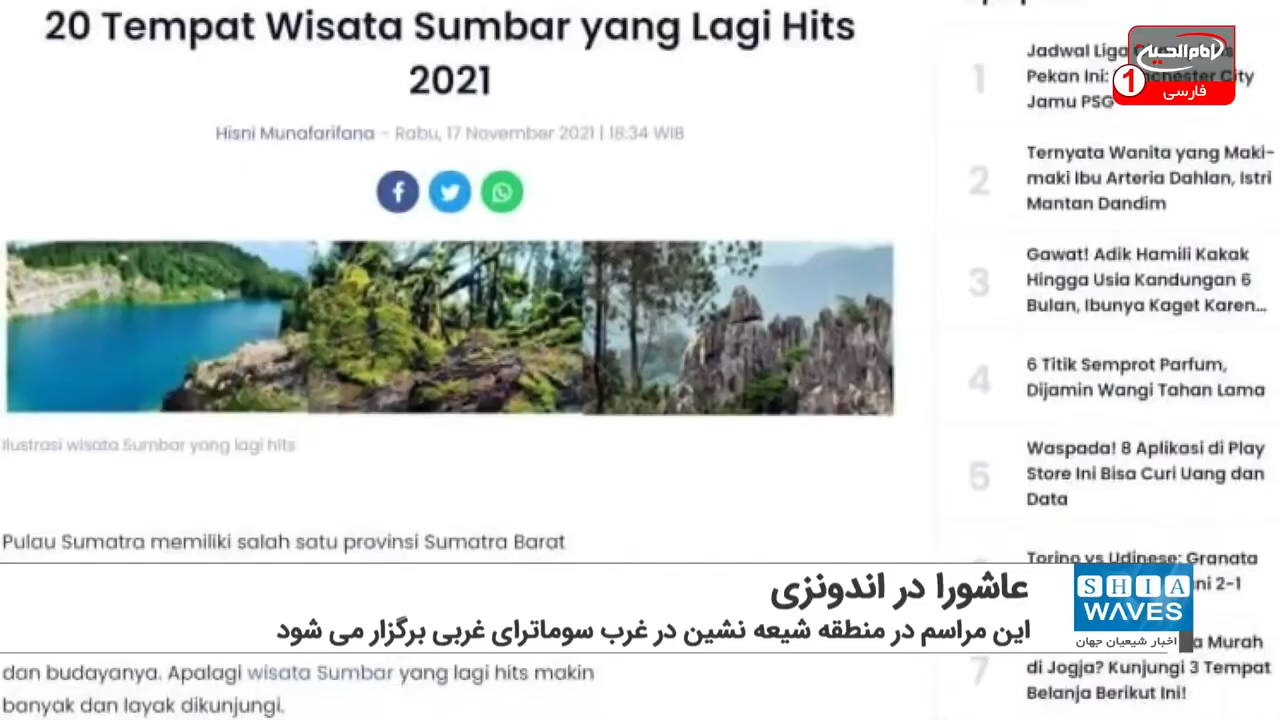 20 Tempat Wisata Sumbar yang Lagi Hits
2021
Hisni Munafarifana - Rabu, 17 November 2021 | 18:34 WIB
Ilustrasi wisata Sumbar yang lagi hits
Pulau Sumatra memiliki salah satu provinsi Sumatra Barat
dan budayanya. Apalagi wisata Sumbar yang lagi hits makin
banyak dan layak dikunjungi.
1
Jadwal Liga
Pekan Ini: Manchester City
Jamu PSG
2
Ternyata Wanita yang Maki-
maki Ibu Arteria Dahlan, Istri
Mantan Dandim
3
Gawat! Adik Hamili Kakak
Hingga Usia Kandungan 6
Bulan, Ibunya Kaget Karen...
4
6 Titik Semprot Parfum,
Dijamin Wangi Tahan Lama
5
Waspada! 8 Aplikasi di Play
Store Ini Bisa Curi Uang dan
Data
Torino vs Udinese: Granata
2-1
7
Murah
di Jogja? Kunjungi 3 Tempat
Belanja Berikut Ini!
امام الحسین
1
فارسی
عاشورا در اندونزی
این مراسم در منطقه شیعه نشین در غرب سوماترای غربی برگزار می شود
SHIA
WAVES
اخبار شیعیان جهان